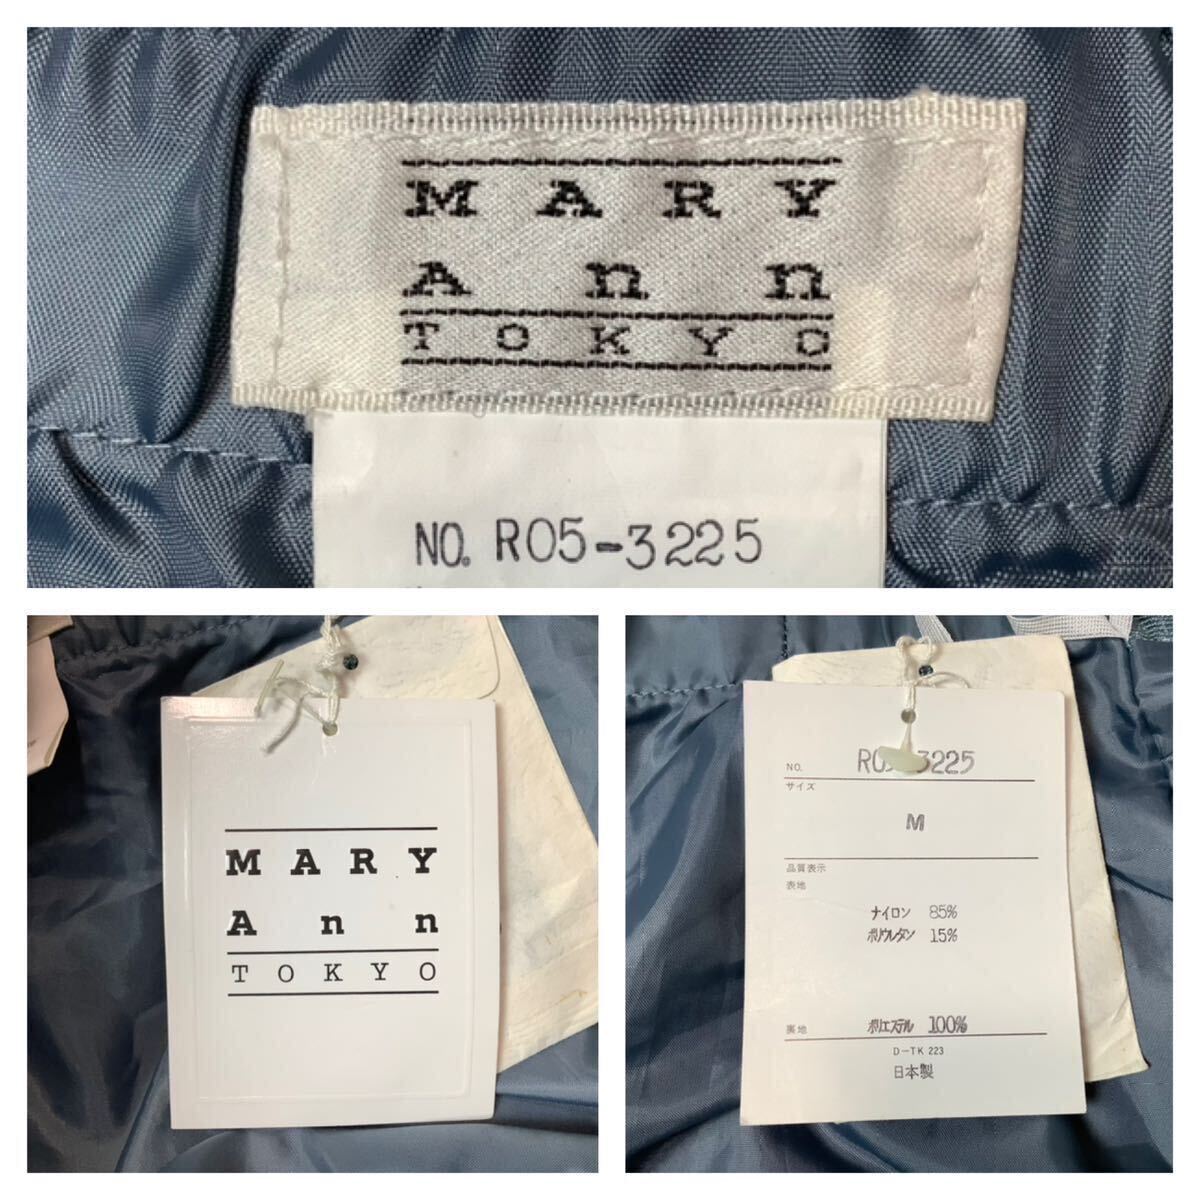 MARY
Ann
TOKYO
NO. R05-3225
MARY
Ann
TOKYO
NO. R05-3225
サイズ
M
品質表示
表地
ナイロン 85%
ポリウレタン 15%
裏地 ポリエステル 100%
D-TK 223
日本製